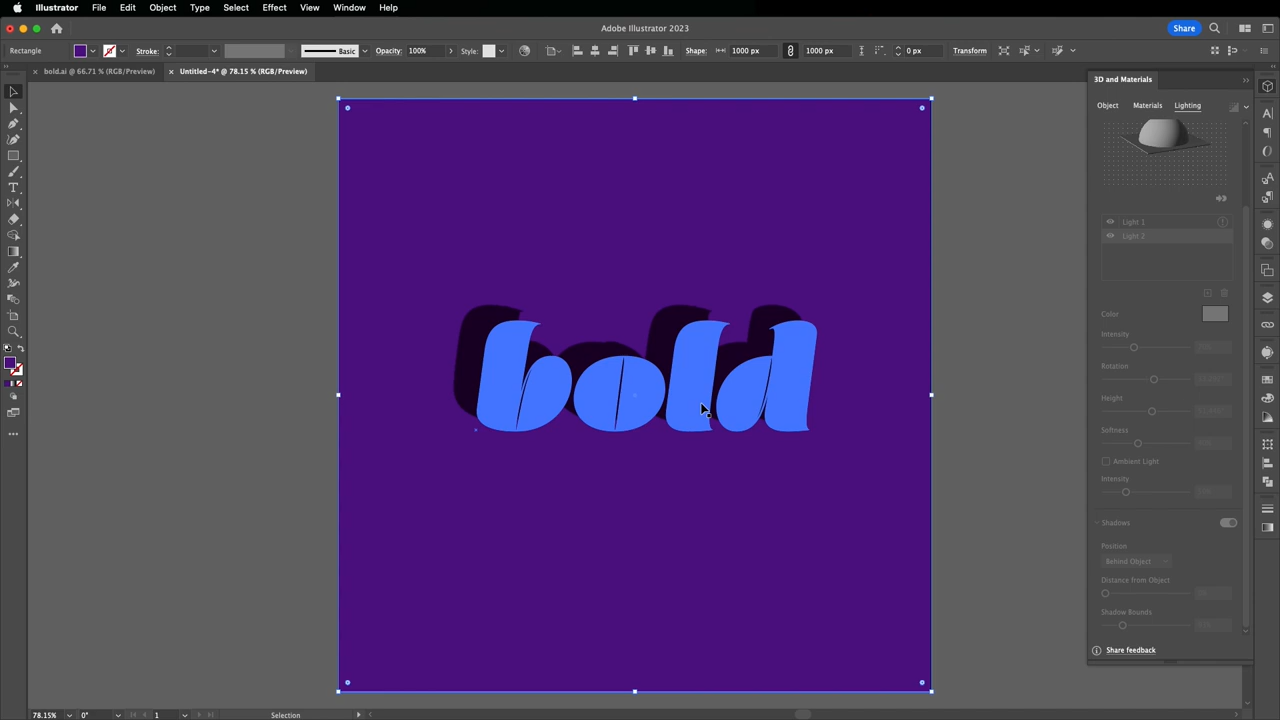 Illustrator File Edit Object Type Select Effect View Window Help
Adobe Illustrator 2023
Share
Rectangle Stroke: Basic Opacity: 100% Style: Shape: 1000 px 1000 px 0 px Transform
× bold.ai @ 66.71 % (RGB/Preview) × Untitled-4* @ 78.15 % (RGB/Preview)
3D and Materials
Object Materials Lighting
Light 1
Light 2
Color
Intensity
Rotation
Height
Softness
Ambient Light
Intensity
Shadows
Position
Behind Object
Distance from Object
Shadow Bounds
Share feedback
bold
78.15% 0° 1 Selection